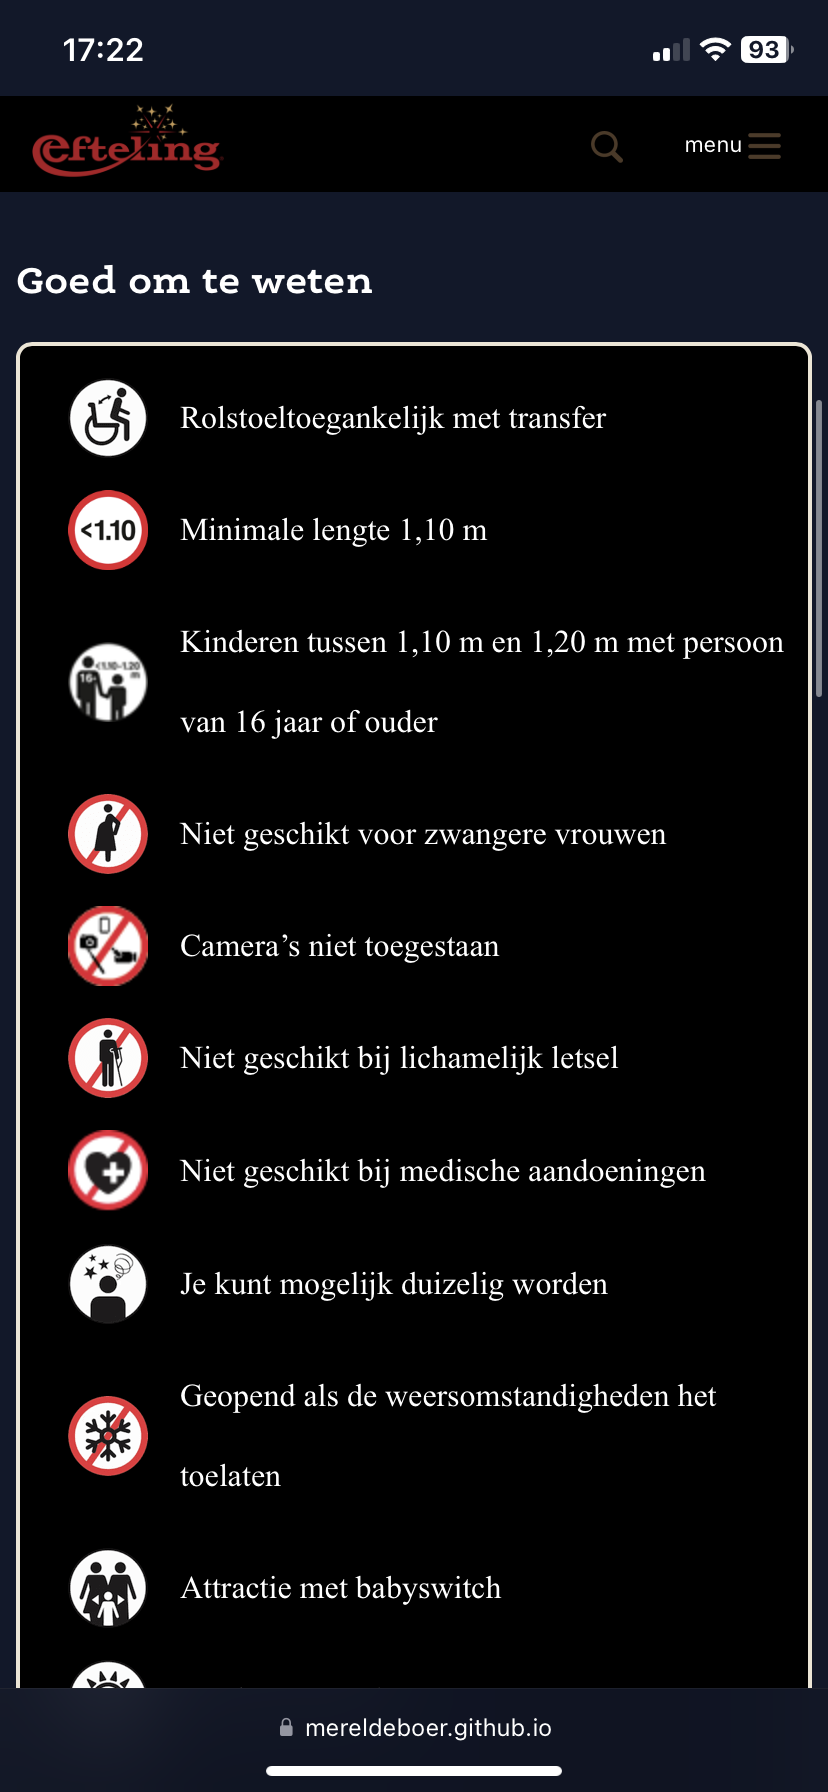 17:22
93
efteling
menu
Goed om te weten
Rolstoeltoegankelijk met transfer
<1.10
Minimale lengte 1,10 m
<1.10-1.20
m
16-
Kinderen tussen 1,10 m en 1,20 m met persoon
van 16 jaar of ouder
Niet geschikt voor zwangere vrouwen
Camera’s niet toegestaan
Niet geschikt bij lichamelijk letsel
Niet geschikt bij medische aandoeningen
Je kunt mogelijk duizelig worden
Geopend als de weersomstandigheden het
toelaten
Attractie met babyswitch
mereldeboer.github.io